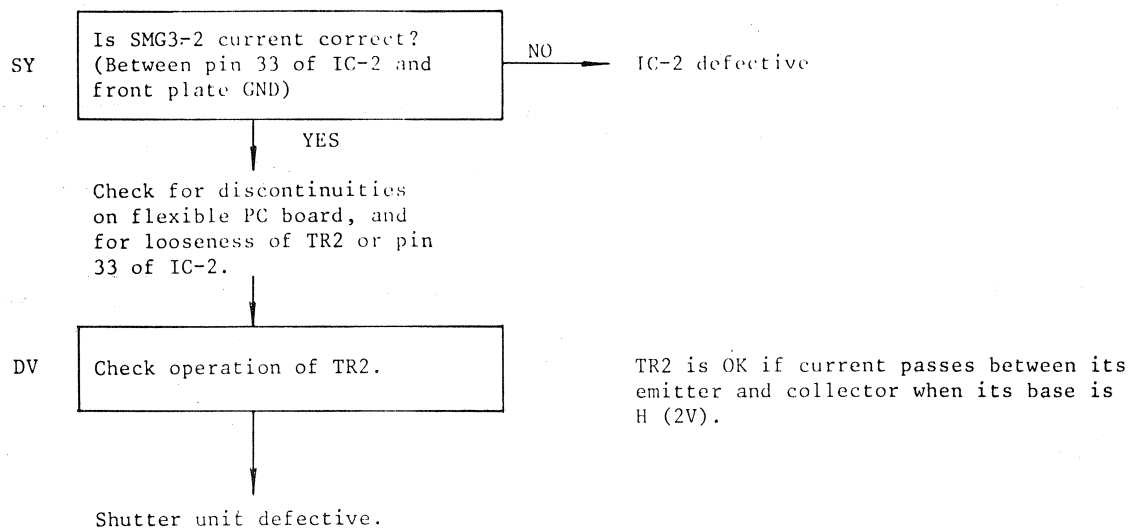 SY
Is SMG3-2 current correct?
(Between pin 33 of IC-2 and
front plate GND)
NO
IC-2 defective
YES
Check for discontinuities
on flexible PC board, and
for looseness of TR2 or pin
33 of IC-2.
DV
Check operation of TR2.
TR2 is OK if current passes between its
emitter and collector when its base is
H (2V).
Shutter unit defective.